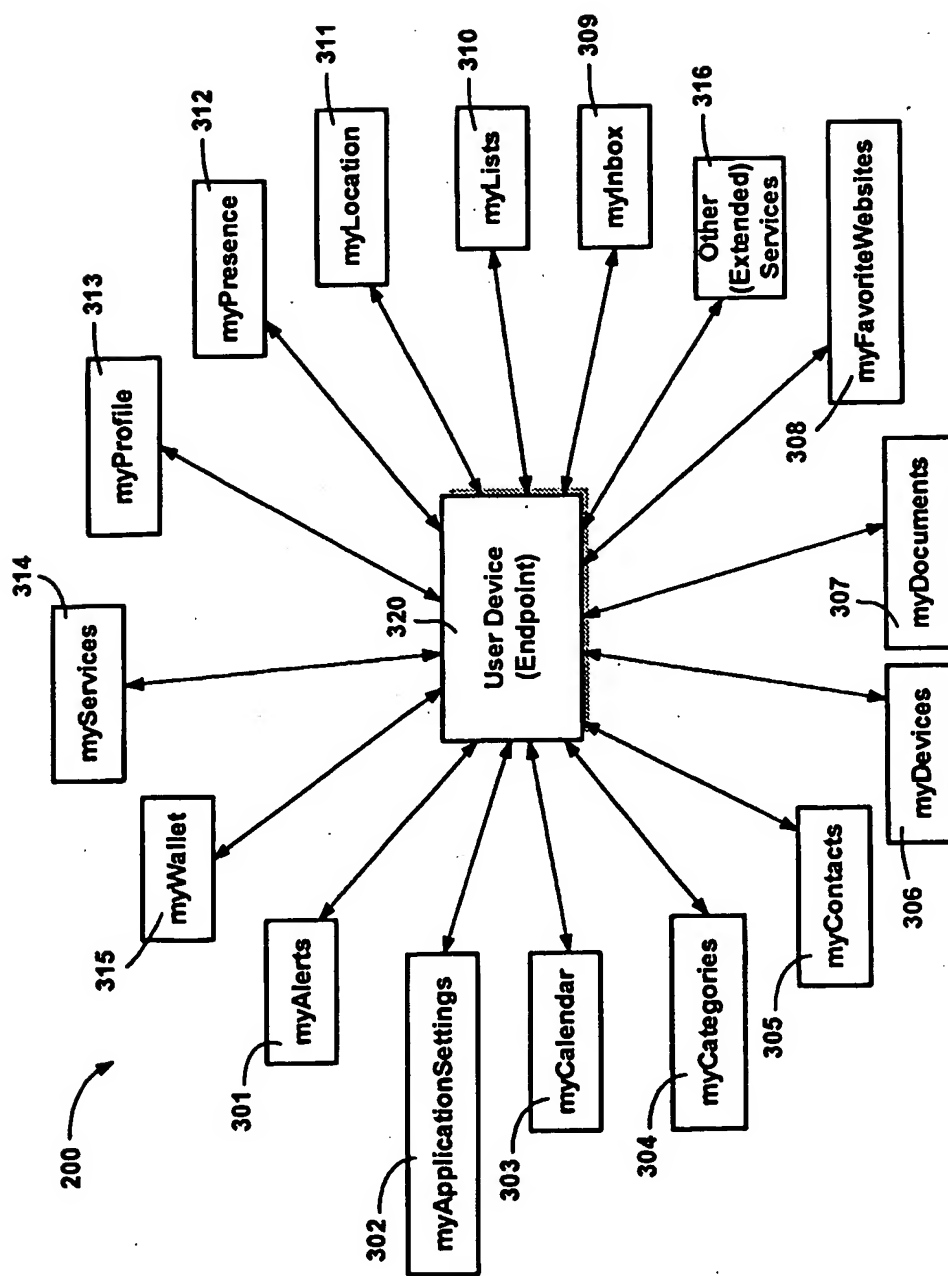 200
314
myServices
313
myProfile
312
myPresence
311
myLocation
310
myLists
309
myInbox
316
Other
(Extended)
Services
308
myFavoriteWebsites
307
myDocuments
306
myDevices
305
myContacts
304
myCategories
303
myCalendar
302
myApplicationSettings
301
myAlerts
315
myWallet
320
User Device
(Endpoint)